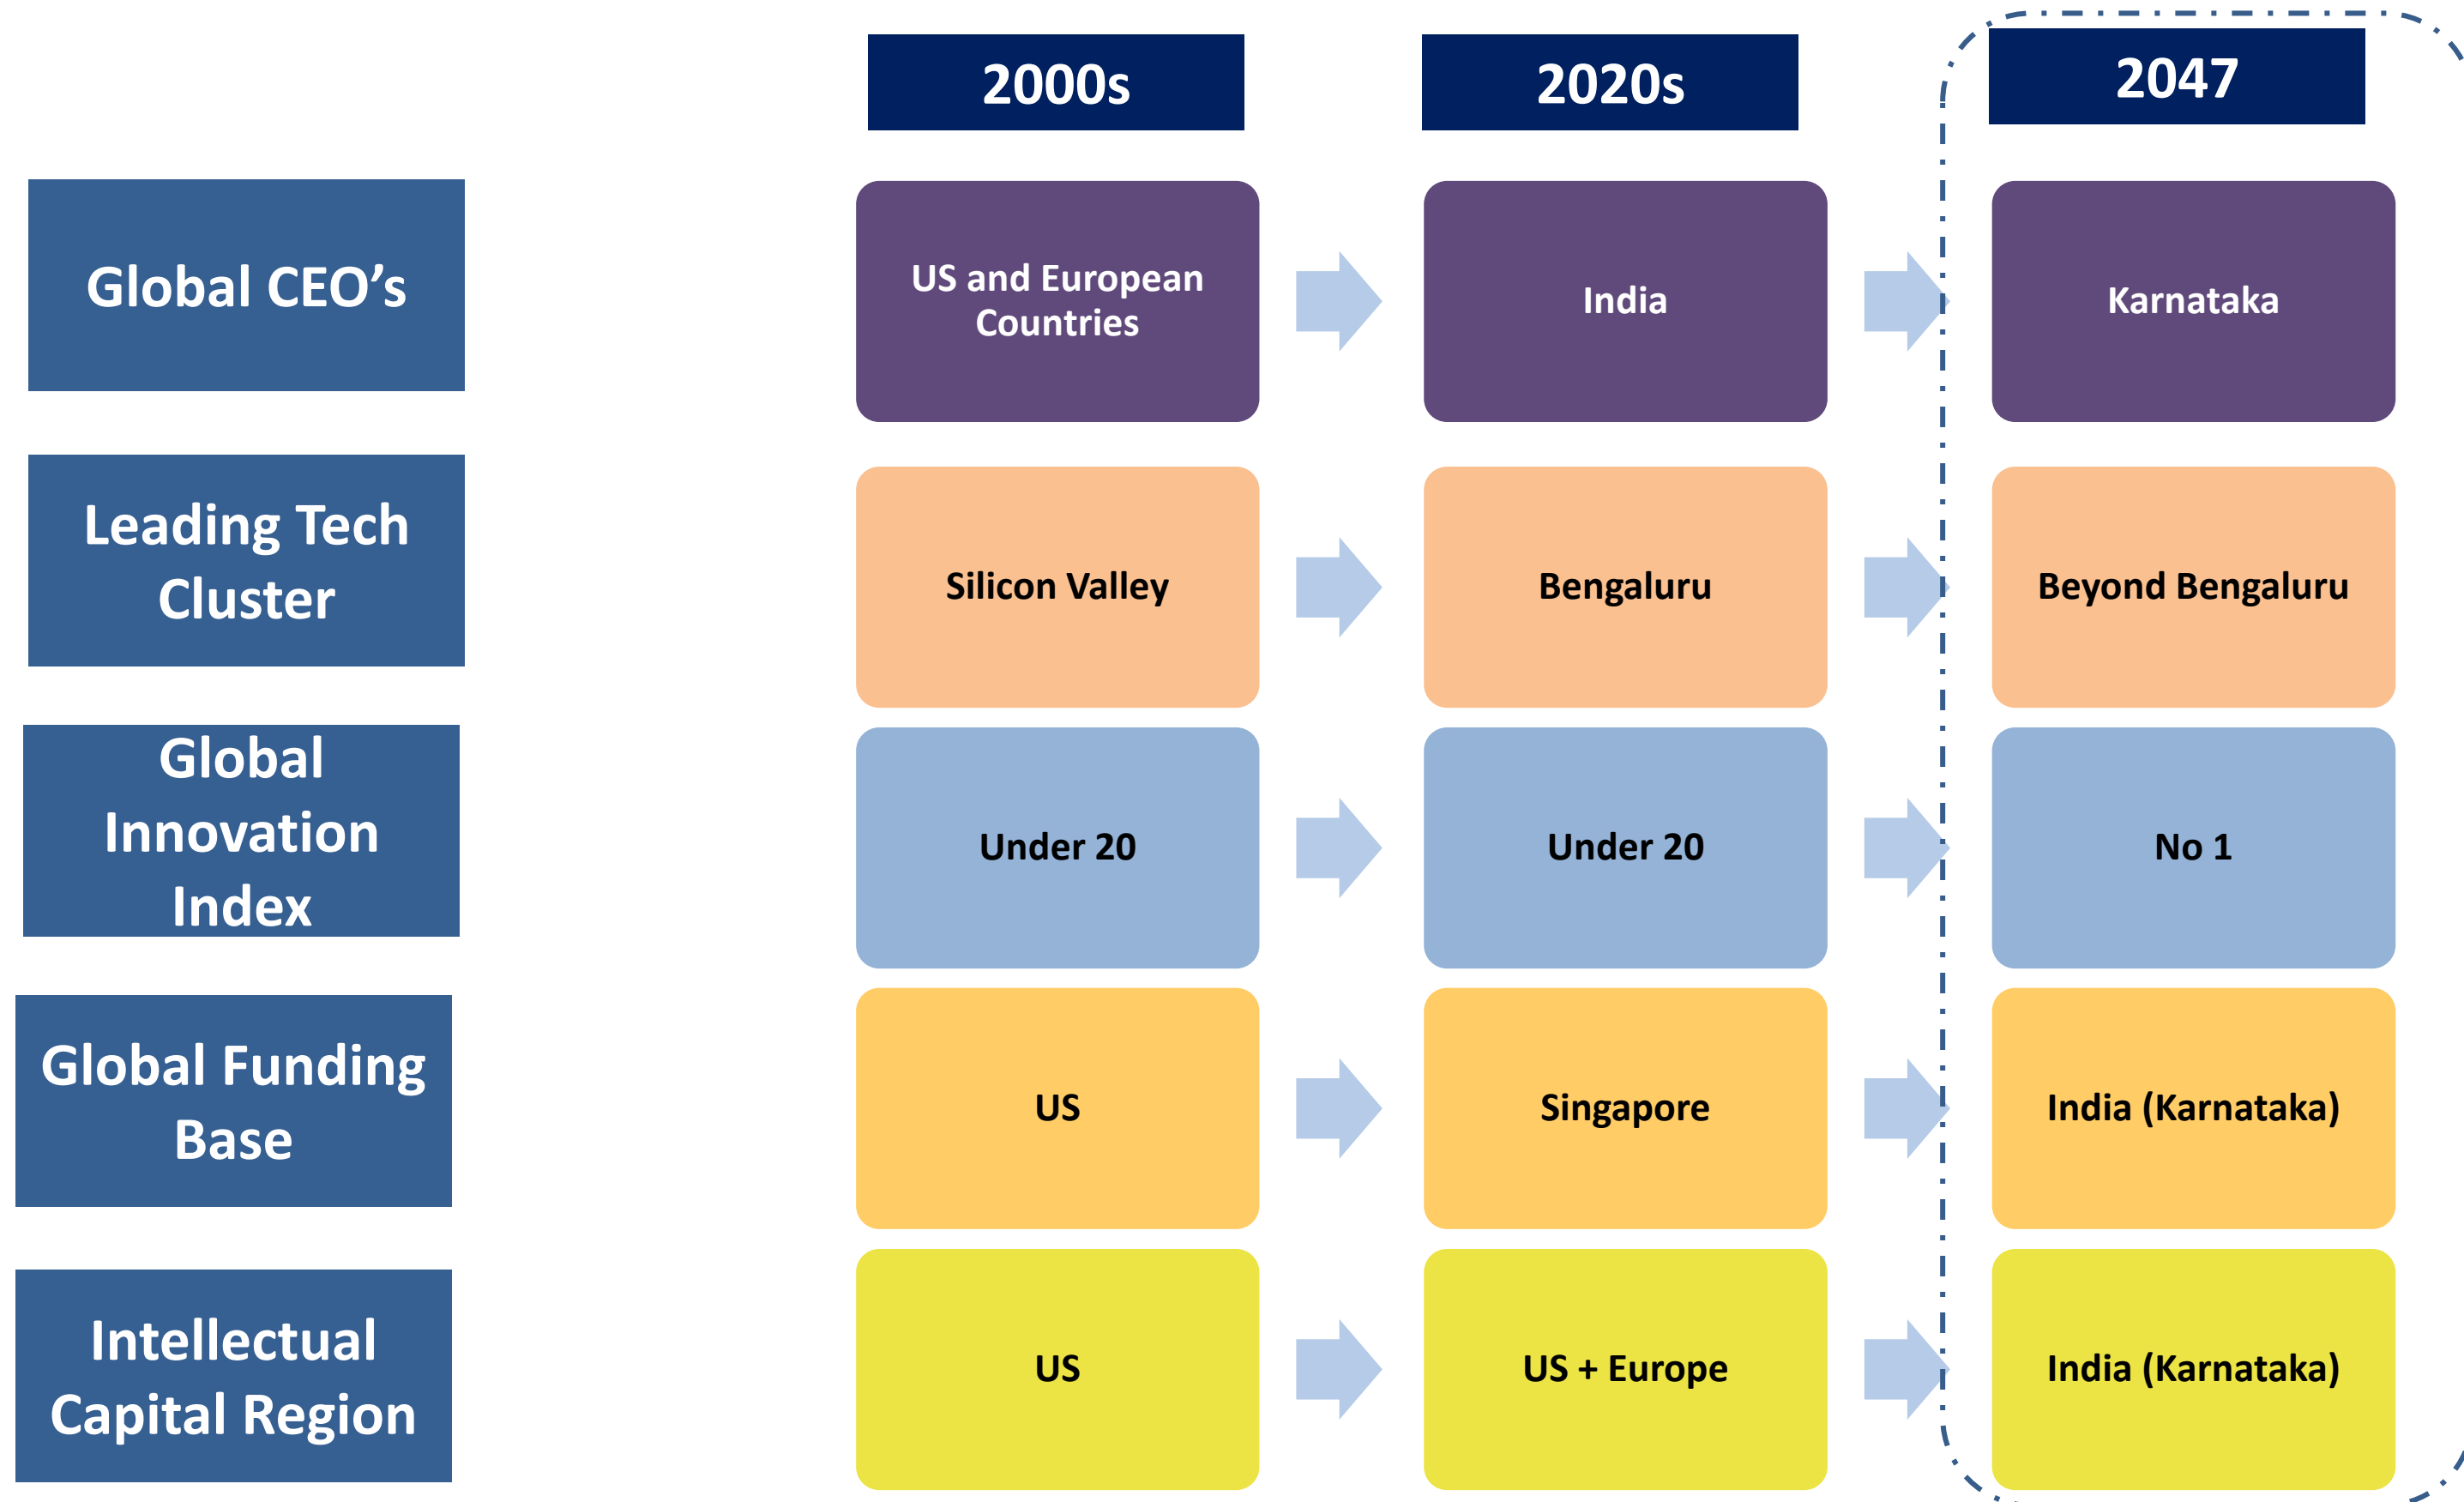 2000s
2020s
2047
Global CEO’s
US and European
Countries
India
Karnataka
Leading Tech
Cluster
Silicon Valley
Bengaluru
Beyond Bengaluru
Global
Innovation
Index
Under 20
Under 20
No 1
Global Funding
Base
US
Singapore
India (Karnataka)
Intellectual
Capital Region
US
US + Europe
India (Karnataka)